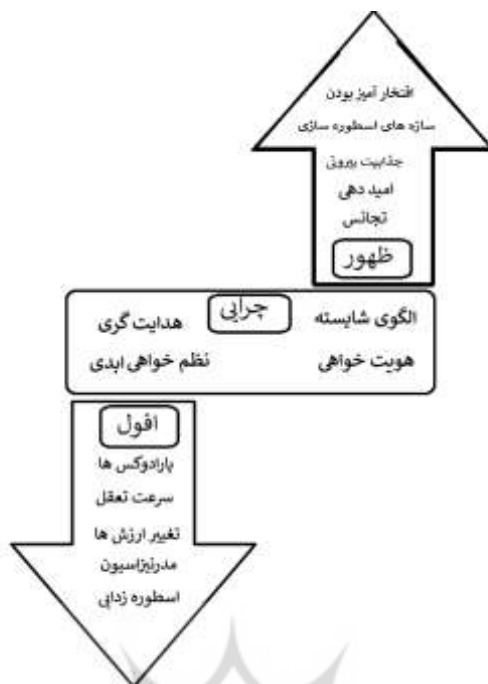 افتخار آمیز بودن
سازه های اسطوره سازی
جذابیت بیرونی
امید دهی
تجانس
ظهور
چرایی
الگوی شایسته
هدایت گری
هویت خواهی
نظم خواهی ابدی
افول
پارادوکس ها
سرعت تعقل
تغییر ارزش ها
مدرنیزاسیون
اسطوره زدایی